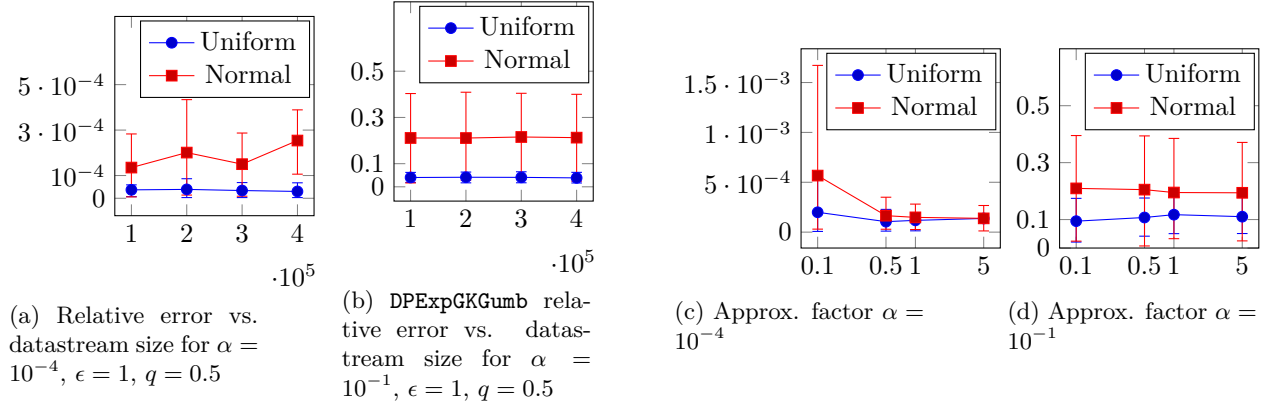 Uniform
Normal
5 · 10⁻⁴
3 · 10⁻⁴
10⁻⁴
0
1 2 3 4
·10⁵
(a) Relative error vs.
datastream size for α =
10⁻⁴, ϵ = 1, q = 0.5
Uniform
Normal
0.5
0.3
0.1
0
1 2 3 4
·10⁵
(b) DPExpGKGumb rela-
tive error vs. datas-
tream size for α =
10⁻¹, ϵ = 1, q = 0.5
Uniform
Normal
1.5 · 10⁻³
1 · 10⁻³
5 · 10⁻⁴
0
0.1 0.5 1 5
(c) Approx. factor α =
10⁻⁴
Uniform
Normal
0.5
0.3
0.1
0
0.1 0.5 1 5
(d) Approx. factor α =
10⁻¹